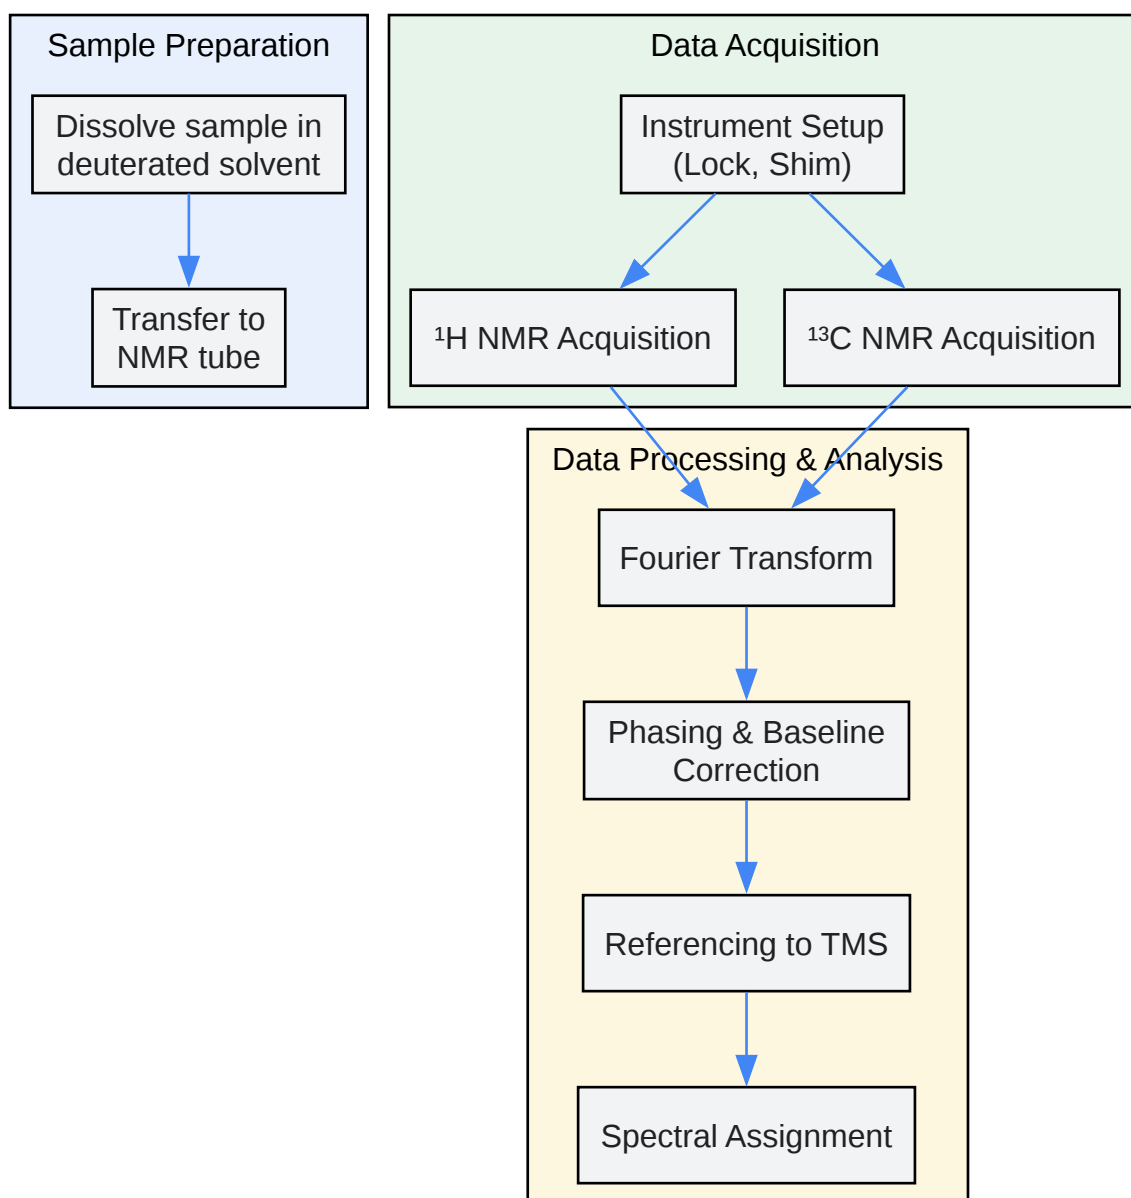 Sample Preparation
Dissolve sample in
deuterated solvent
Transfer to
NMR tube
Data Acquisition
Instrument Setup
(Lock, Shim)
¹H NMR Acquisition
¹³C NMR Acquisition
Data Processing & Analysis
Fourier Transform
Phasing & Baseline
Correction
Referencing to TMS
Spectral Assignment